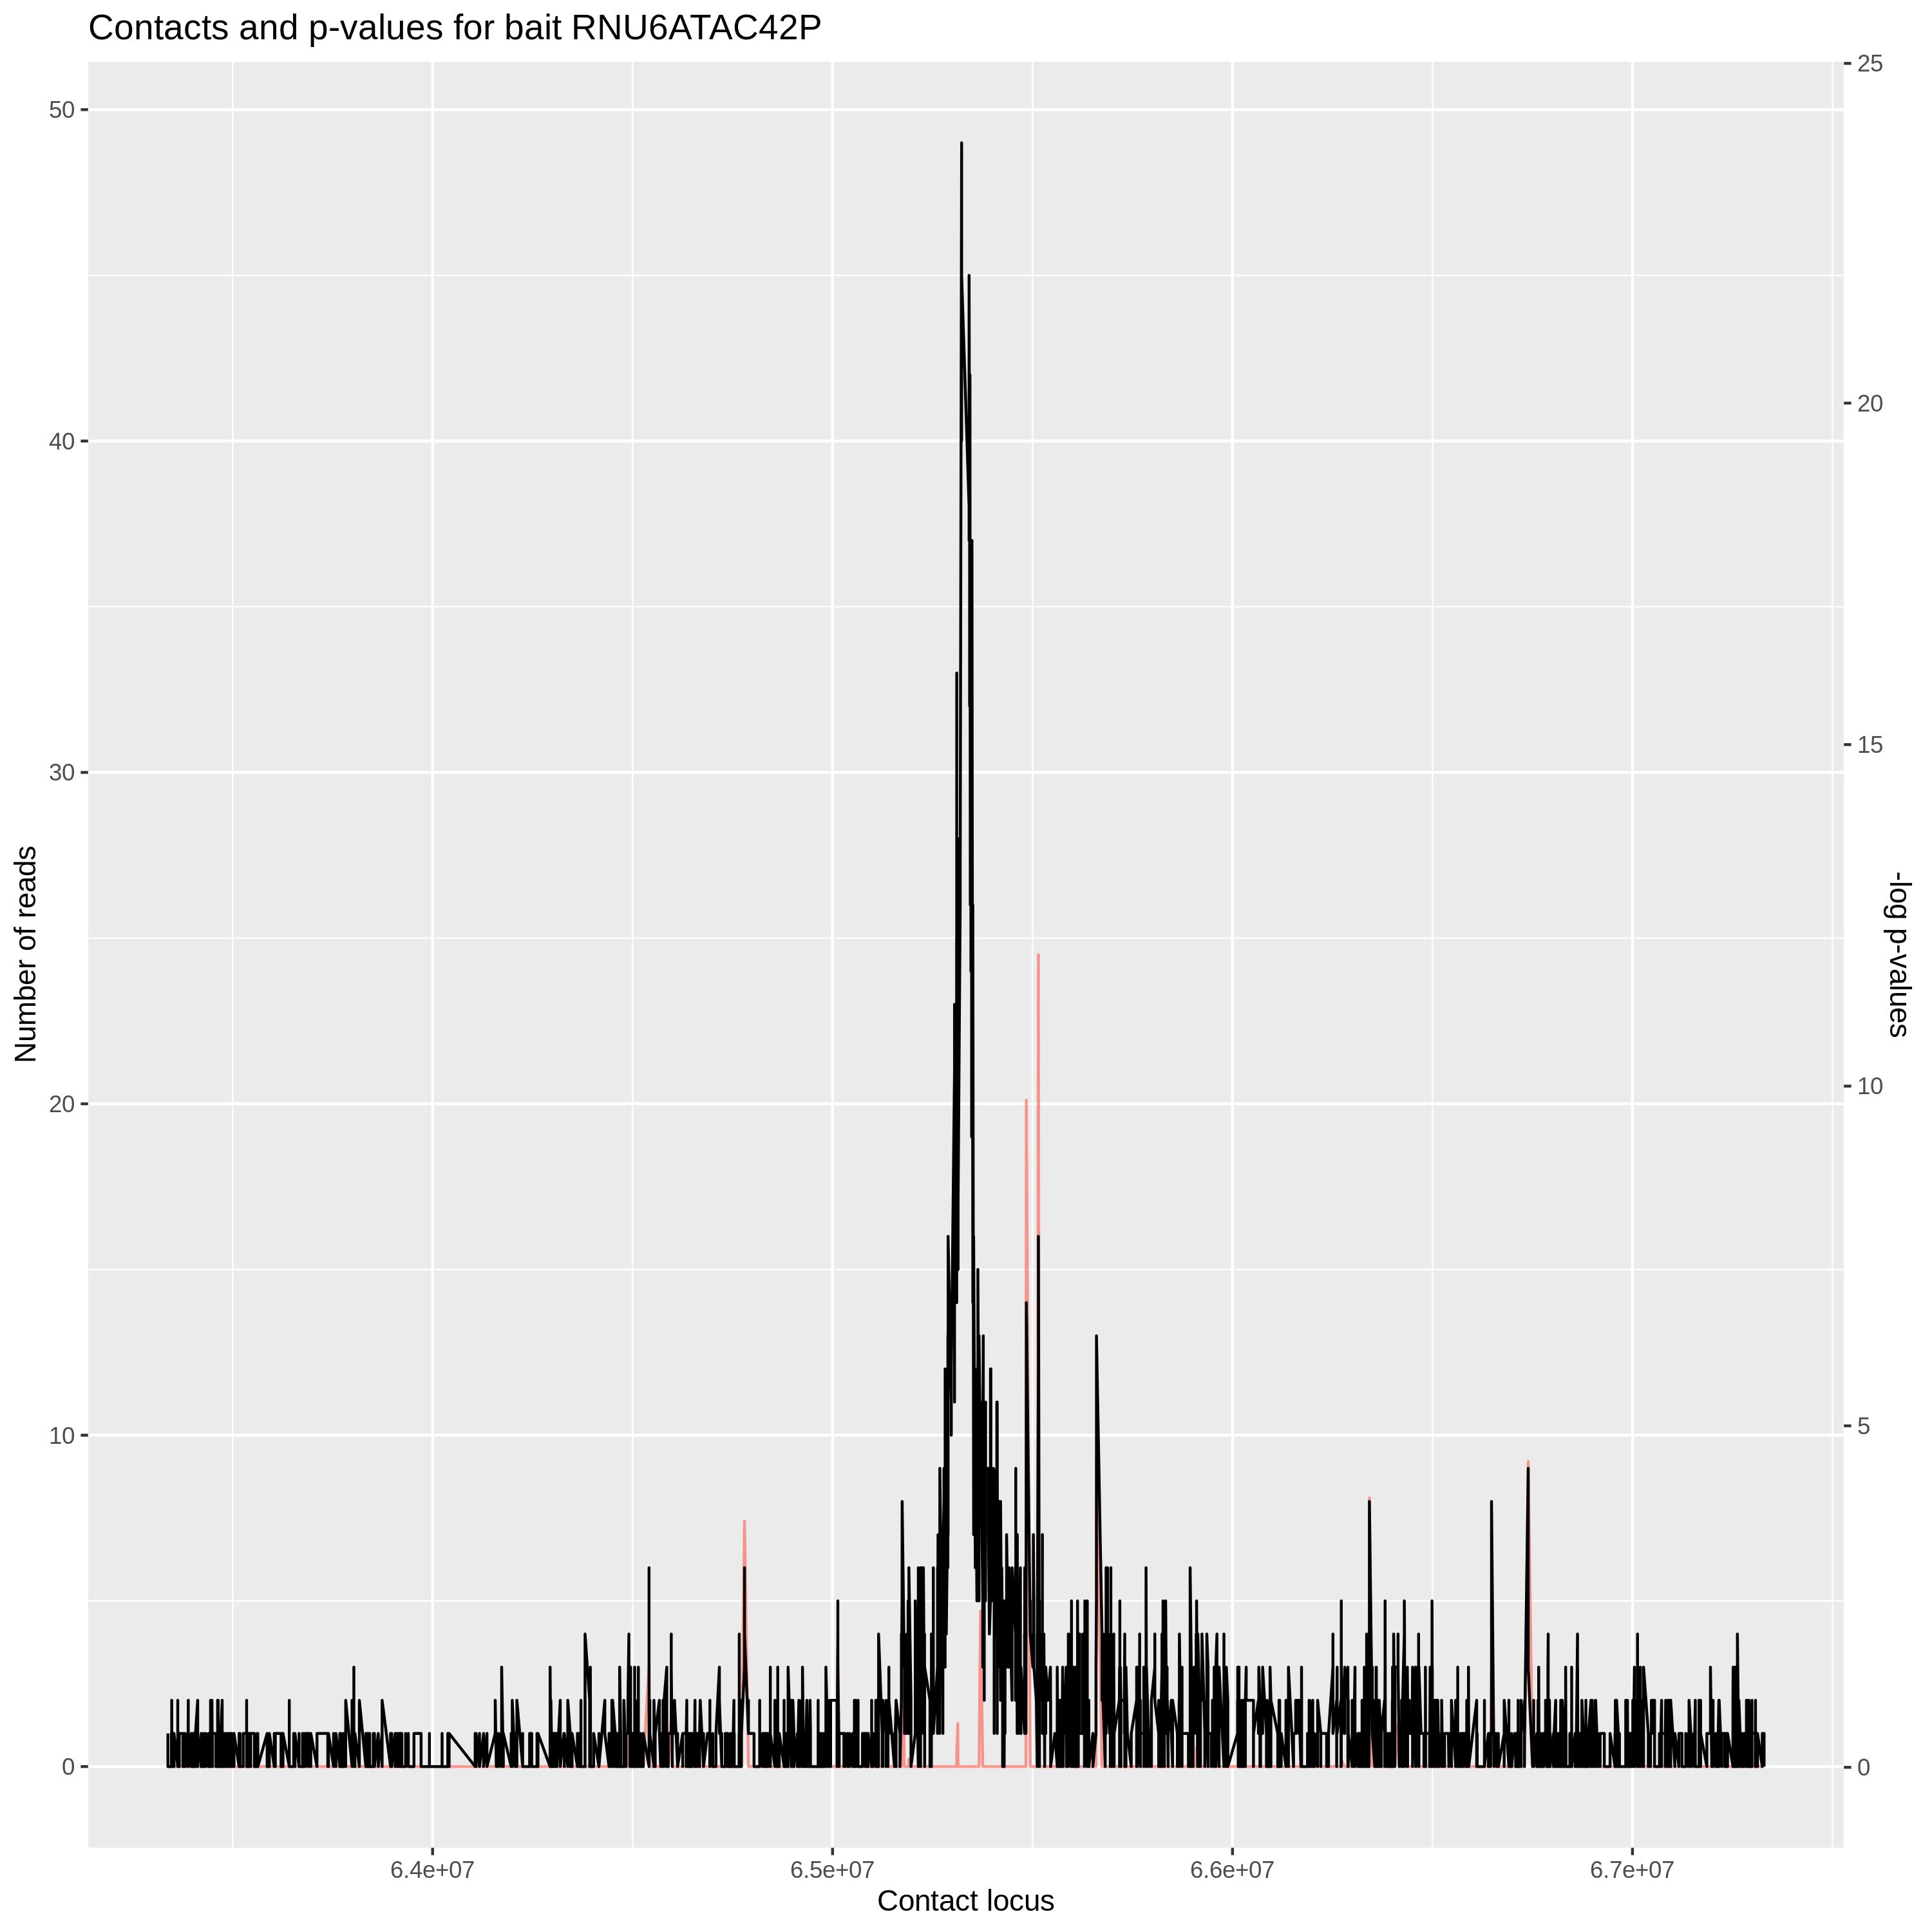 Contacts and p-values for bait RNU6ATAC42P
50
40
30
20
10
0
Number of reads
25
20
15
10
5
0
-log p-values
6.4e+07
6.5e+07
6.6e+07
6.7e+07
Contact locus